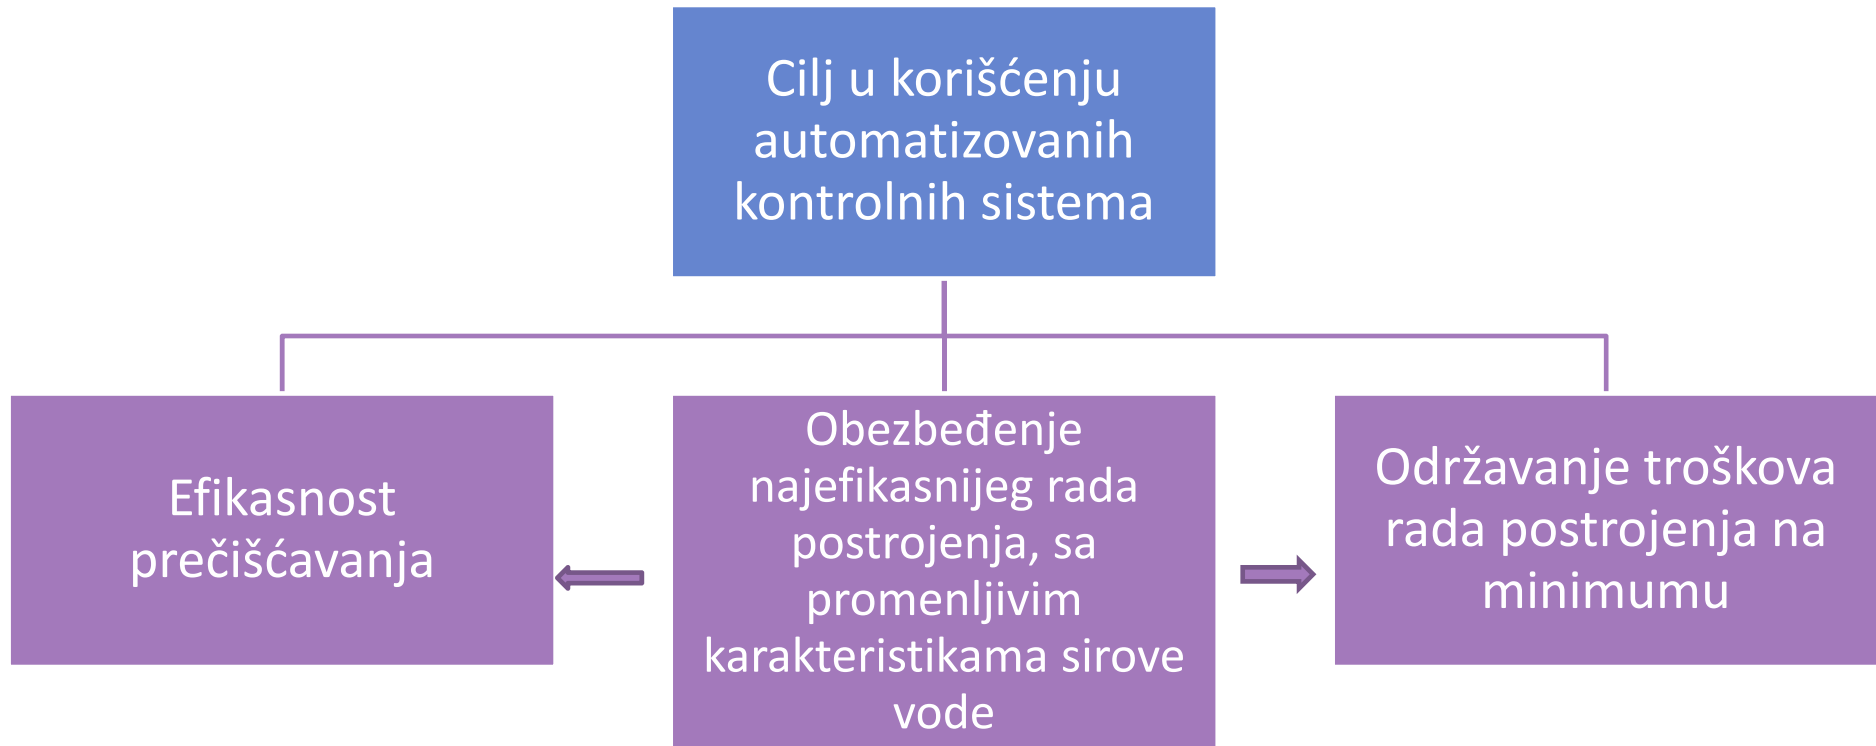 Cilj u korišćenju
automatizovanih
kontrolnih sistema
Efikasnost
prečišćavanja
Obezbeđenje
najefikasnijeg rada
postrojenja, sa
promenljivim
karakteristikama sirove
vode
Održavanje troškova
rada postrojenja na
minimumu